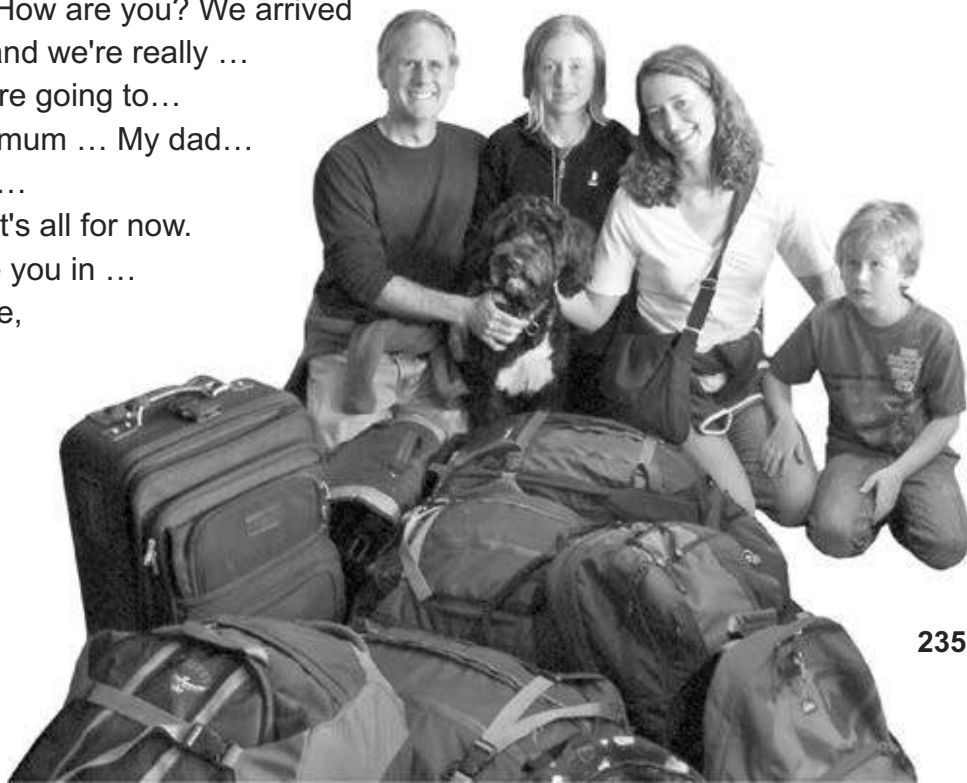 How are you? We arrived
and we're really …
re going to…
mum … My dad…
…
t's all for now.
you in …
e,
235